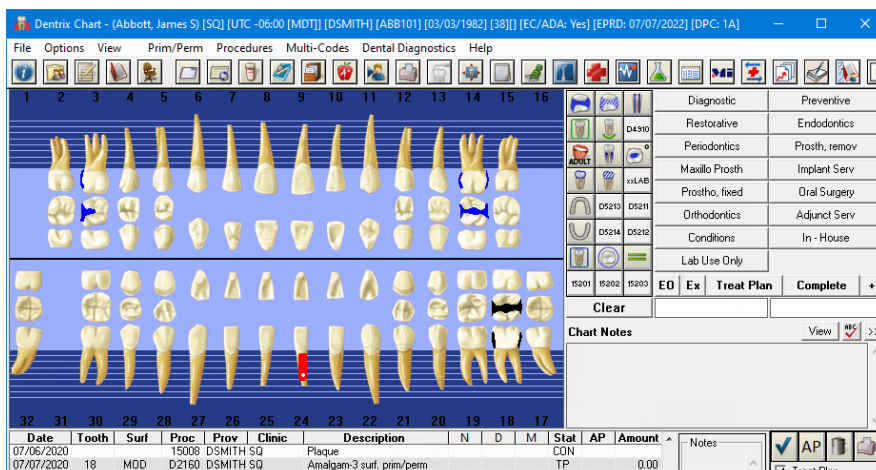 Dentrix Chart - (Abbott, James S) [SQ] [UTC -06:00 [MDT]] [DSMITH] [ABB101] [03/03/1982] [38][] [EC/ADA: Yes] [EPRD: 07/07/2022] [DPC: 1A]
File Options View Prim/Perm Procedures Multi-Codes Dental Diagnostics Help
1 2 3 4 5 6 7 8 9 10 11 12 13 14 15 16
Diagnostic Preventive
D4910 Restorative Endodontics
ADULT Periodontics Prosth, remov
xxLAB Maxillo Prosth Implant Serv
D5213 D5211 Prostho, fixed Oral Surgery
Orthodontics Adjunct Serv
D5214 D5212 Conditions In - House
Lab Use Only
15201 15202 15203 EO Ex Treat Plan Complete +
Clear
Chart Notes View ABC >>
32 31 30 29 28 27 26 25 24 23 22 21 20 19 18 17
Date Tooth Surf Proc Prov Clinic Description N D M Stat AP Amount Notes
07/06/2020 15008 DSMITH SQ Plaque CON
07/07/2020 18 MOD D2160 DSMITH SQ Amalgam-3 surf. prim/perm TP 0.00
AP
Treat Plan